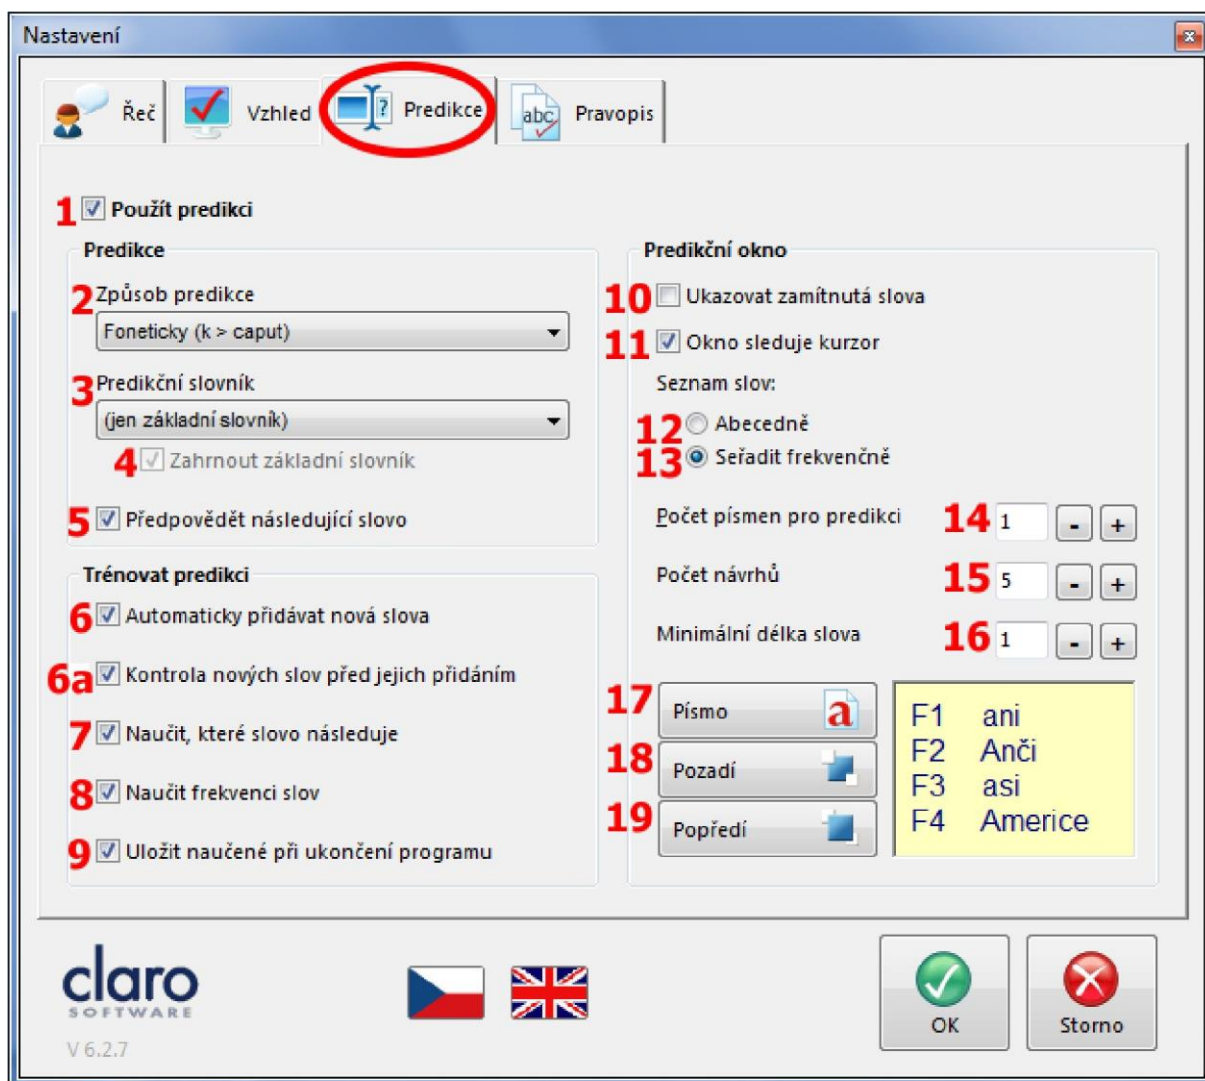 Nastavení
Řeč
Vzhled
?
Predikce
abc
Pravopis
1 Použít predikci
Predikce
2 Způsob predikce
Foneticky (k > caput)
3 Predikční slovník
(jen základní slovník)
4 Zahrnout základní slovník
5 Předpovědět následující slovo
Trénovat predikci
6 Automaticky přidávat nová slova
6a Kontrola nových slov před jejich přidáním
7 Naučit, které slovo následuje
8 Naučit frekvenci slov
9 Uložit naučené při ukončení programu
Predikční okno
10 Ukazovat zamítnutá slova
11 Okno sleduje kurzor
Seznam slov:
12 Abecedně
13 Seřadit frekvenčně
Počet písmen pro predikci 14 1 - +
Počet návrhů 15 5 - +
Minimální délka slova 16 1 - +
17 Písmo a
18 Pozadí
19 Popředí
F1 ani
F2 Anči
F3 asi
F4 Americe
claro
SOFTWARE
V 6.2.7
OK
Storno